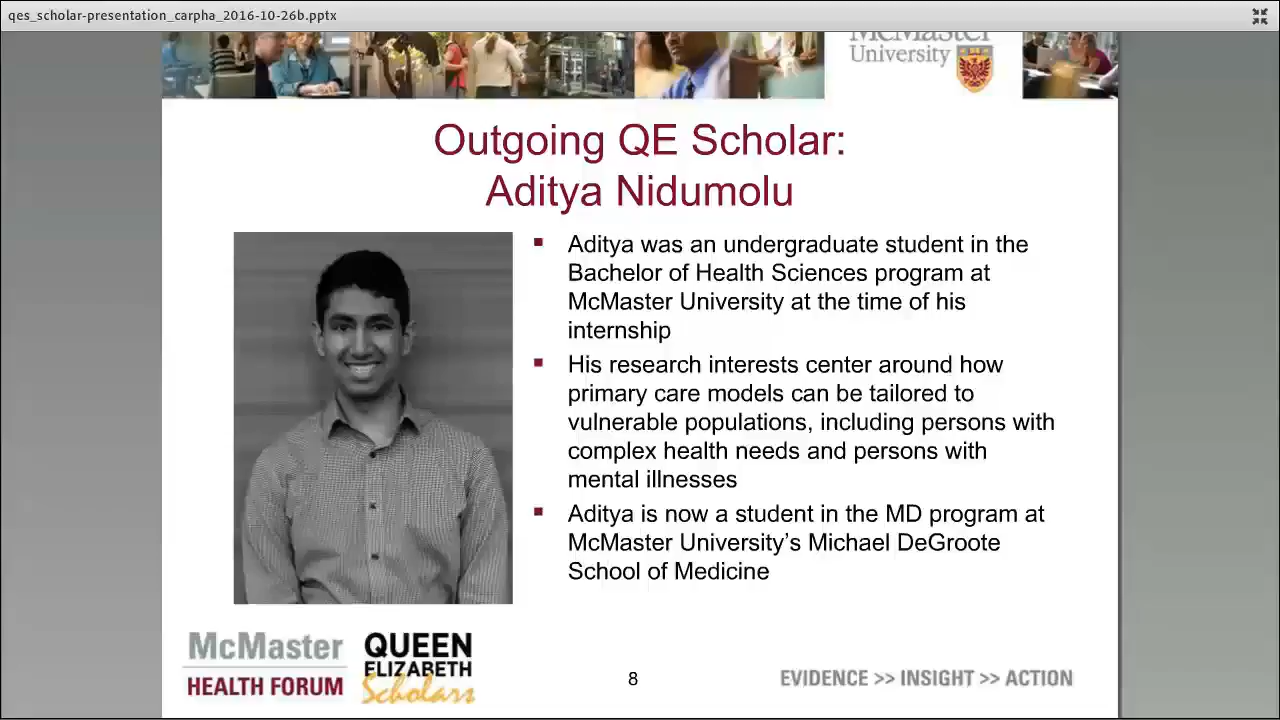 qes_scholar-presentation_carpha_2016-10-26b.pptx
McMaster
University
Outgoing QE Scholar:
Aditya Nidumolu
▪ Aditya was an undergraduate student in the
Bachelor of Health Sciences program at
McMaster University at the time of his
internship
▪ His research interests center around how
primary care models can be tailored to
vulnerable populations, including persons with
complex health needs and persons with
mental illnesses
▪ Aditya is now a student in the MD program at
McMaster University’s Michael DeGroote
School of Medicine
McMaster
HEALTH FORUM
QUEEN
ELIZABETH
Scholars
8
EVIDENCE >> INSIGHT >> ACTION